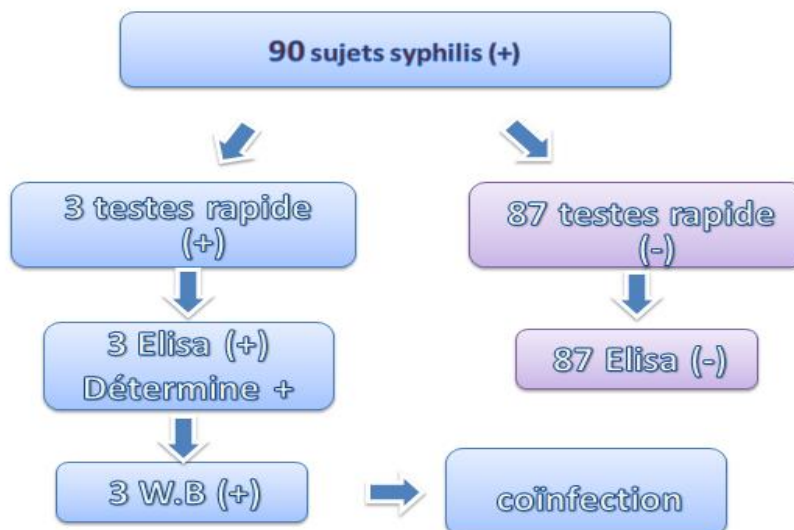 90 sujets syphilis (+)
3 testes rapide
(+)
87 testes rapide
(-)
3 Elisa (+)
Détermine +
87 Elisa (-)
3 W.B (+)
coïnfection